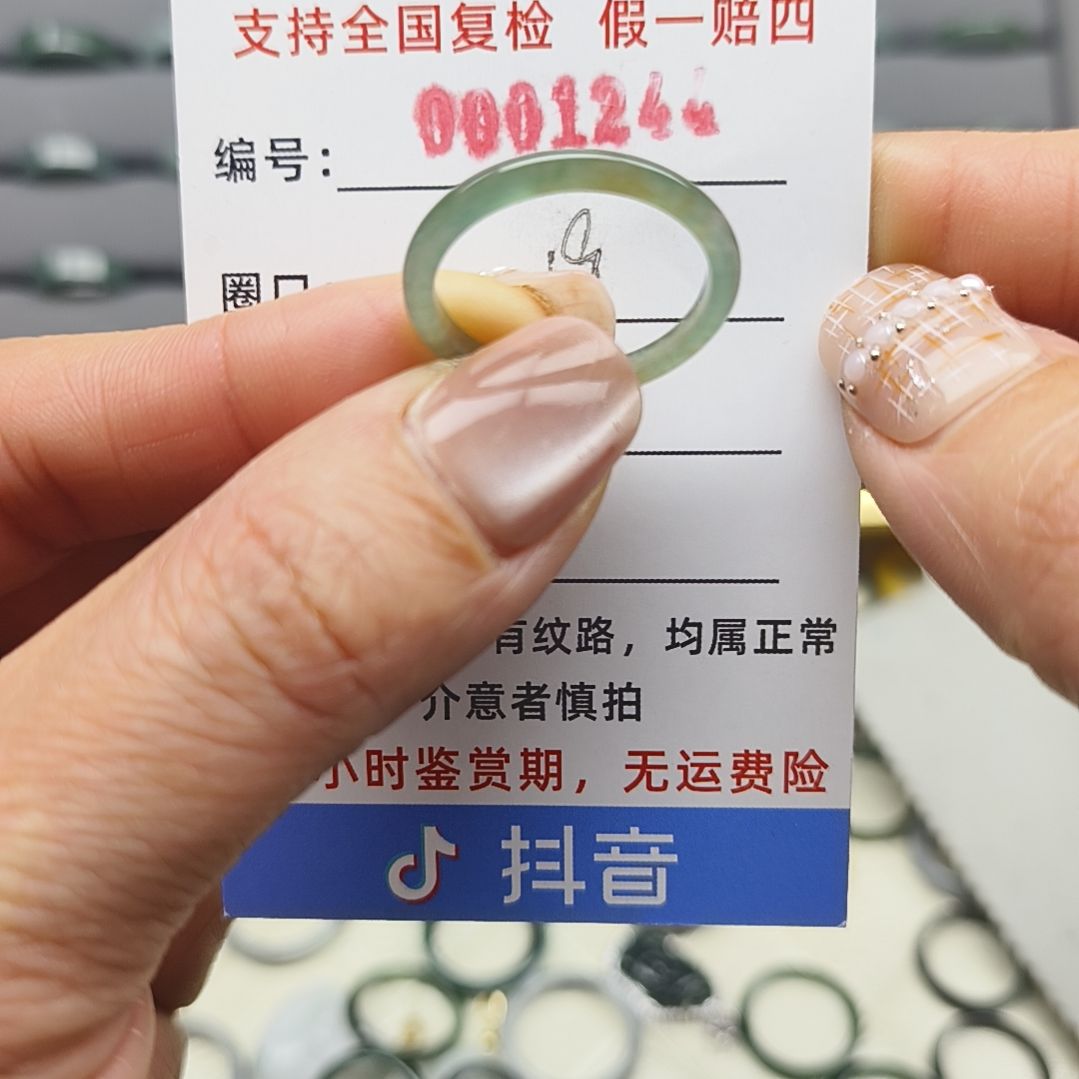 支持全国复检 假一赔四
编号: 0001244
圈口
有纹路，均属正常
介意者慎拍
小时鉴赏期，无运费险
抖音